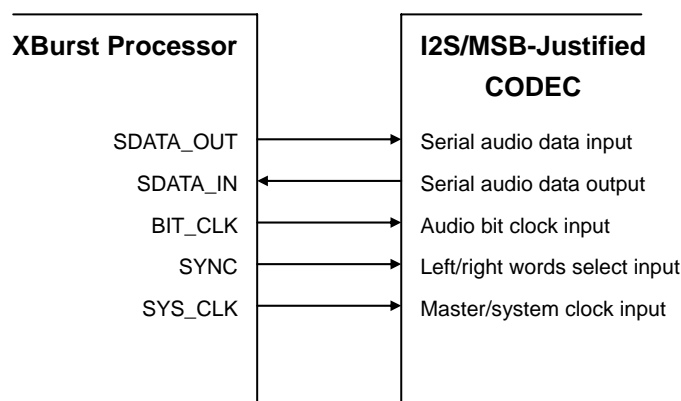 XBurst Processor
I2S/MSB-Justified
CODEC
SDATA_OUT
Serial audio data input
SDATA_IN
Serial audio data output
BIT_CLK
Audio bit clock input
SYNC
Left/right words select input
SYS_CLK
Master/system clock input